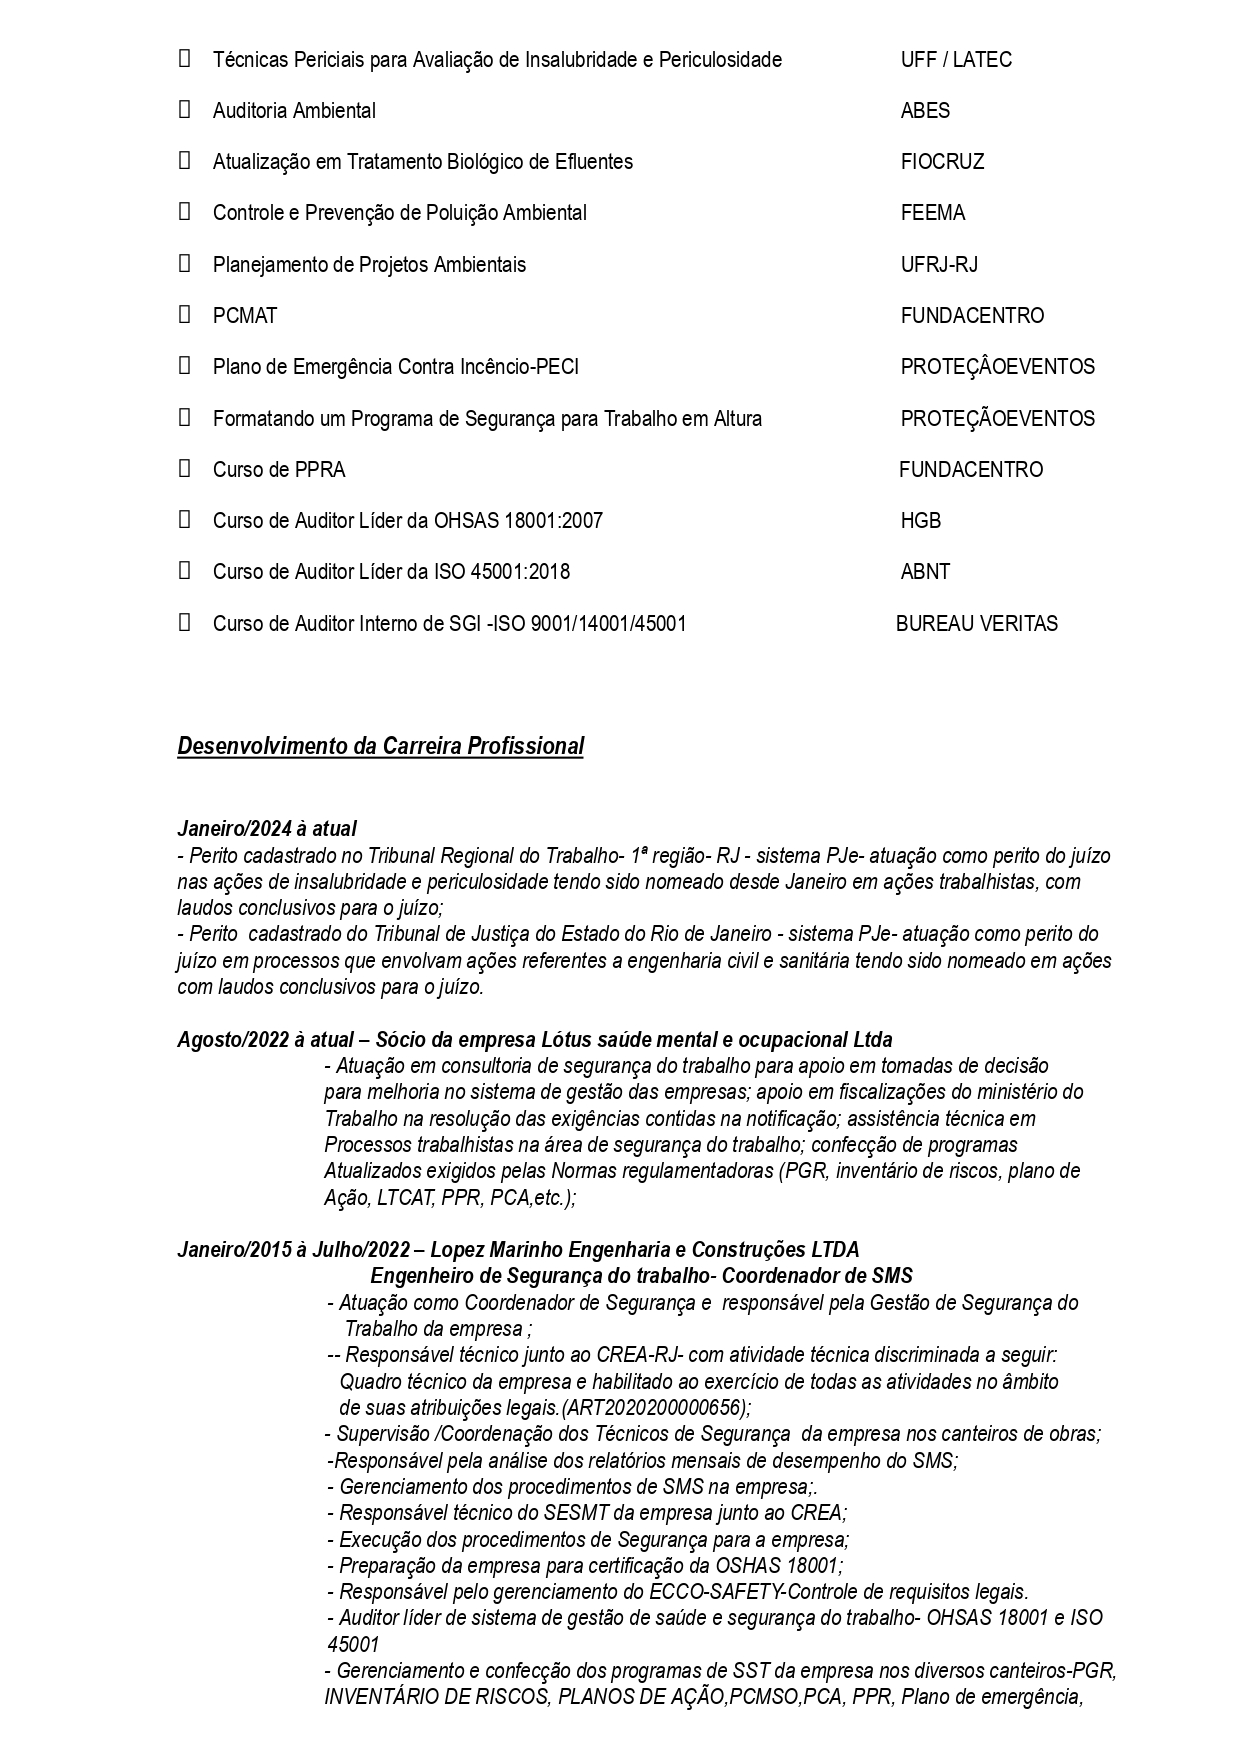 Técnicas Periciais para Avaliação de Insalubridade e Periculosidade UFF / LATEC
Auditoria Ambiental ABES
Atualização em Tratamento Biológico de Efluentes FIOCRUZ
Controle e Prevenção de Poluição Ambiental FEEMA
Planejamento de Projetos Ambientais UFRJ-RJ
PCMAT FUNDACENTRO
Plano de Emergência Contra Incêncio-PECI PROTEÇÂOEVENTOS
Formatando um Programa de Segurança para Trabalho em Altura PROTEÇÃOEVENTOS
Curso de PPRA FUNDACENTRO
Curso de Auditor Líder da OHSAS 18001:2007 HGB
Curso de Auditor Líder da ISO 45001:2018 ABNT
Curso de Auditor Interno de SGI -ISO 9001/14001/45001 BUREAU VERITAS
Desenvolvimento da Carreira Profissional
Janeiro/2024 à atual
- Perito cadastrado no Tribunal Regional do Trabalho- 1ª região- RJ - sistema PJe- atuação como perito do juízo
nas ações de insalubridade e periculosidade tendo sido nomeado desde Janeiro em ações trabalhistas, com
laudos conclusivos para o juízo;
- Perito  cadastrado do Tribunal de Justiça do Estado do Rio de Janeiro - sistema PJe- atuação como perito do
juízo em processos que envolvam ações referentes a engenharia civil e sanitária tendo sido nomeado em ações
com laudos conclusivos para o juízo.
Agosto/2022 à atual – Sócio da empresa Lótus saúde mental e ocupacional Ltda
- Atuação em consultoria de segurança do trabalho para apoio em tomadas de decisão
para melhoria no sistema de gestão das empresas; apoio em fiscalizações do ministério do
Trabalho na resolução das exigências contidas na notificação; assistência técnica em
Processos trabalhistas na área de segurança do trabalho; confecção de programas
Atualizados exigidos pelas Normas regulamentadoras (PGR, inventário de riscos, plano de
Ação, LTCAT, PPR, PCA,etc.);
Janeiro/2015 à Julho/2022 – Lopez Marinho Engenharia e Construções LTDA
Engenheiro de Segurança do trabalho- Coordenador de SMS
- Atuação como Coordenador de Segurança e  responsável pela Gestão de Segurança do
Trabalho da empresa ;
-- Responsável técnico junto ao CREA-RJ- com atividade técnica discriminada a seguir:
Quadro técnico da empresa e habilitado ao exercício de todas as atividades no âmbito
de suas atribuições legais.(ART2020200000656);
- Supervisão /Coordenação dos Técnicos de Segurança  da empresa nos canteiros de obras;
-Responsável pela análise dos relatórios mensais de desempenho do SMS;
- Gerenciamento dos procedimentos de SMS na empresa;.
- Responsável técnico do SESMT da empresa junto ao CREA;
- Execução dos procedimentos de Segurança para a empresa;
- Preparação da empresa para certificação da OSHAS 18001;
- Responsável pelo gerenciamento do ECCO-SAFETY-Controle de requisitos legais.
- Auditor líder de sistema de gestão de saúde e segurança do trabalho- OHSAS 18001 e ISO
45001
- Gerenciamento e confecção dos programas de SST da empresa nos diversos canteiros-PGR,
INVENTÁRIO DE RISCOS, PLANOS DE AÇÃO,PCMSO,PCA, PPR, Plano de emergência,